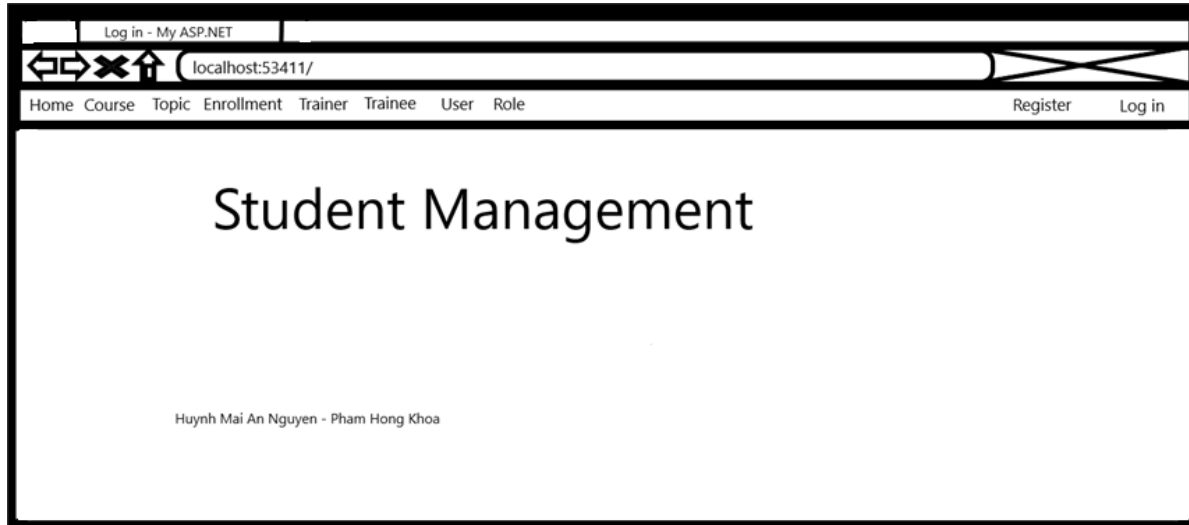 Log in - My ASP.NET
localhost:53411/
Home Course Topic Enrollment Trainer Trainee User Role Register Log in
Student Management
Huynh Mai An Nguyen - Pham Hong Khoa